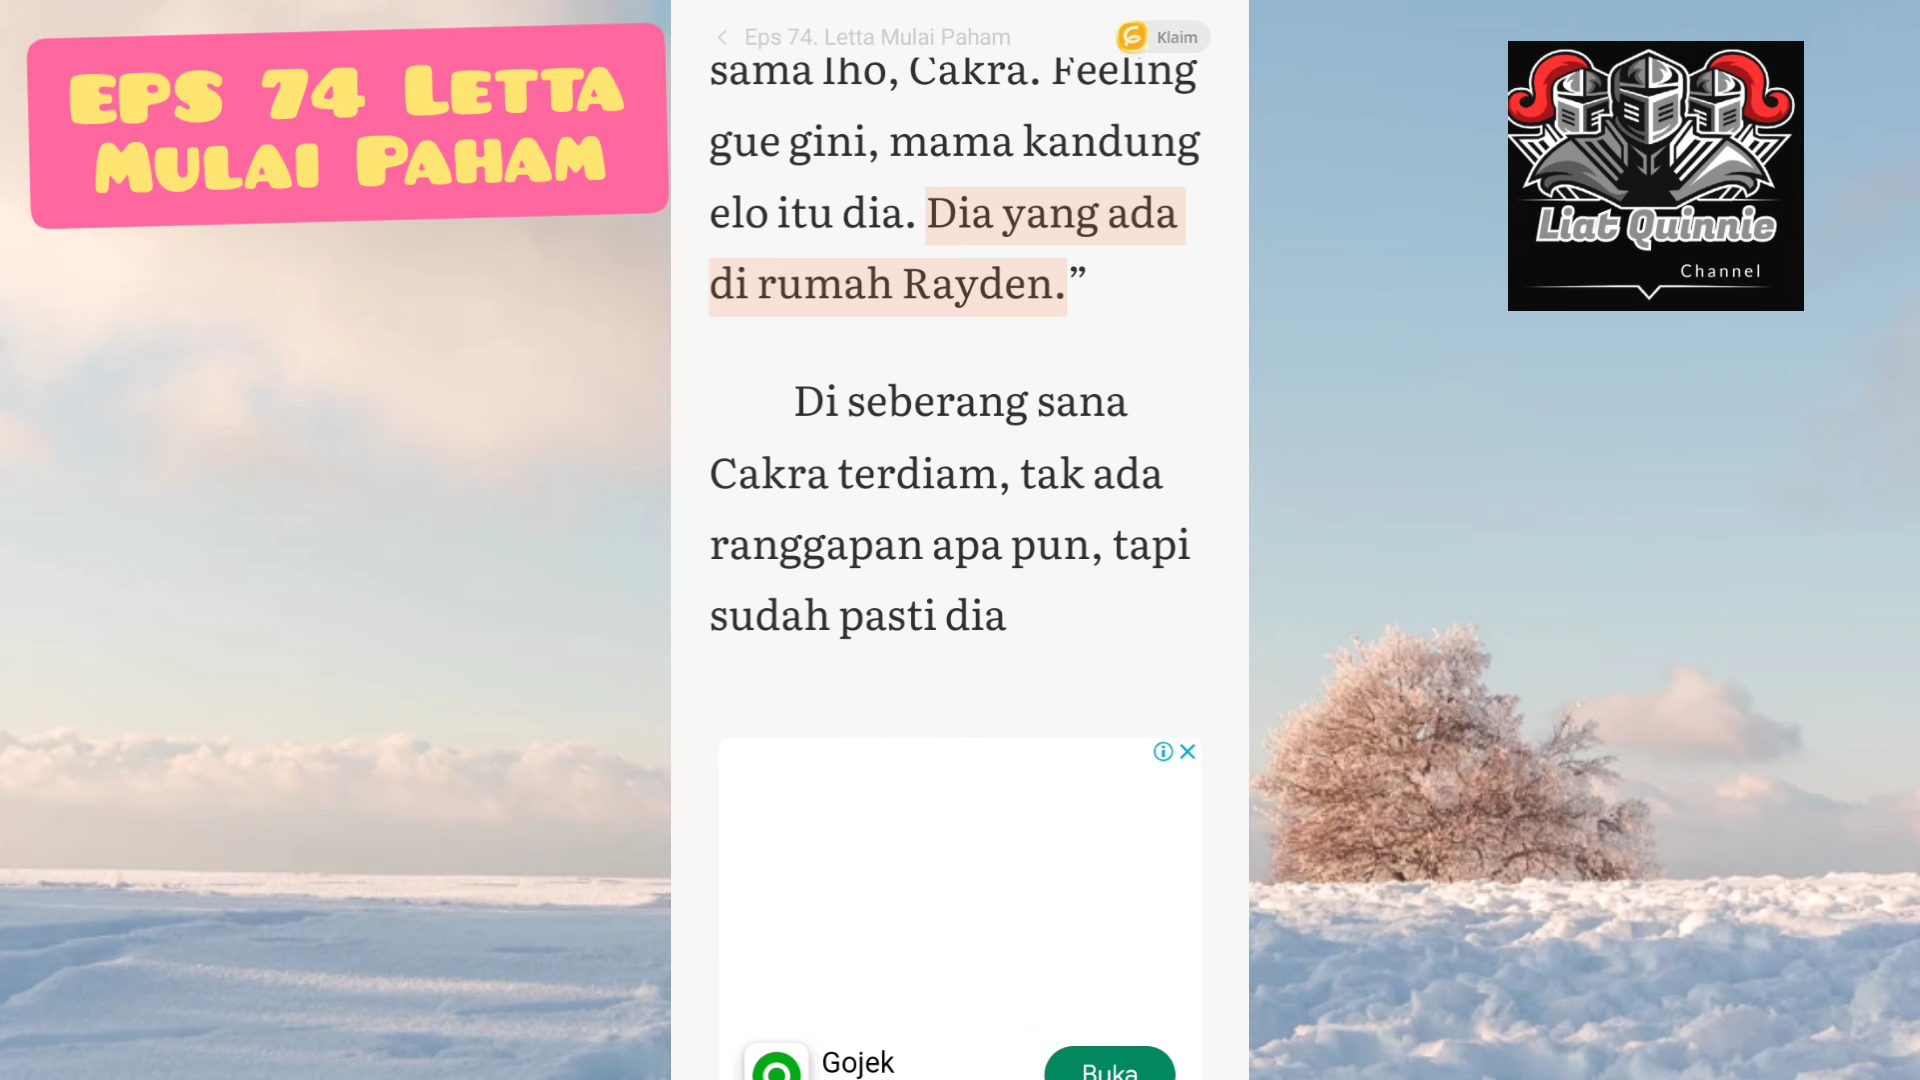 EPS 74 LETTA
MULAI PAHAM
Eps 74. Letta Mulai Paham
Klaim
sama lho, Cakra. Feeling
gue gini, mama kandung
elo itu dia. Dia yang ada
di rumah Rayden.”
Di seberang sana
Cakra terdiam, tak ada
ranggapan apa pun, tapi
sudah pasti dia
Gojek
Buka
Liat Quinnie
Channel